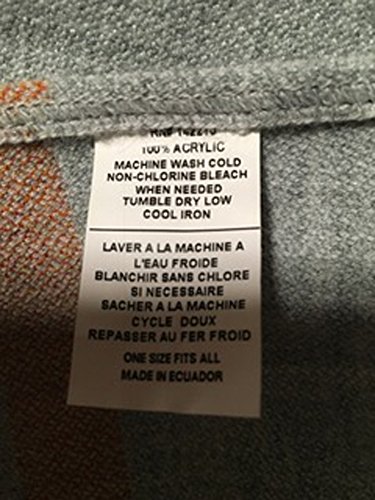 RN# 142213
100% ACRYLIC
MACHINE WASH COLD
NON-CHLORINE BLEACH
WHEN NEEDED
TUMBLE DRY LOW
COOL IRON
LAVER A LA MACHINE A
L'EAU FROIDE
BLANCHIR SANS CHLORE
SI NECESSAIRE
SACHER A LA MACHINE
CYCLE DOUX
REPASSER AU FER FROID
ONE SIZE FITS ALL
MADE IN ECUADOR